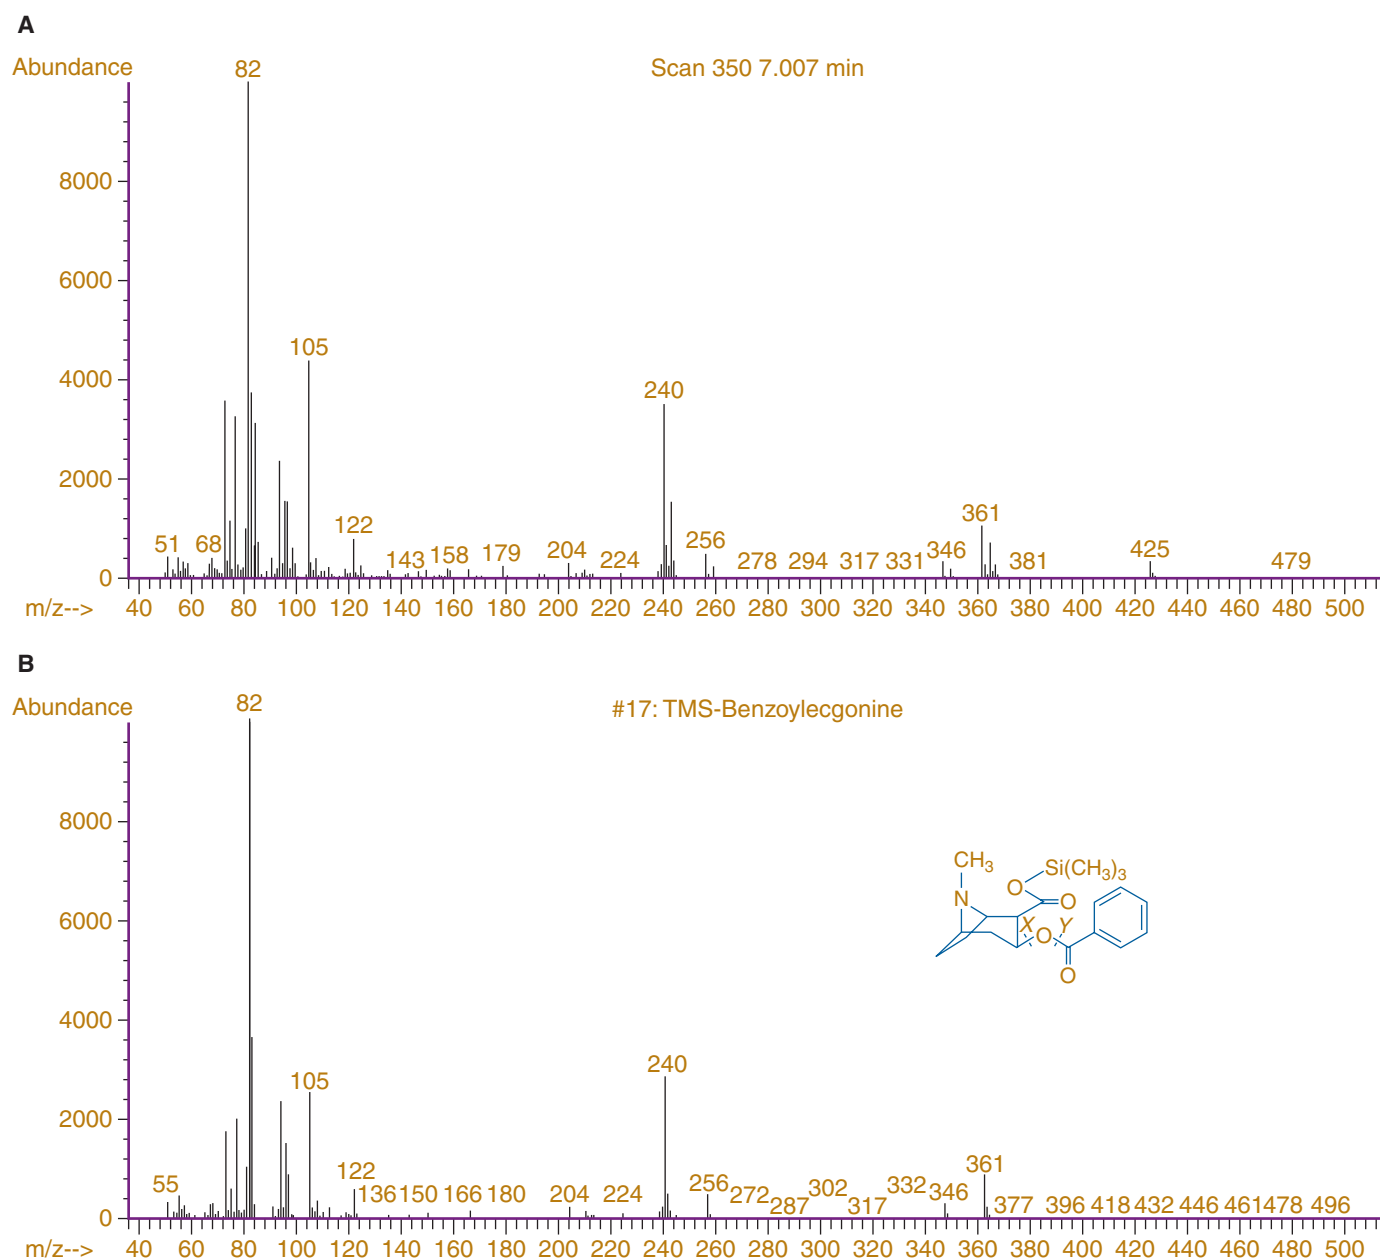 A
Abundance
Scan 350 7.007 min
82
8000
6000
4000
2000
0
105
240
51 68 122 143 158 179 204 224 256 278 294 317 331 346 361 381 425 479
m/z--> 40 60 80 100 120 140 160 180 200 220 240 260 280 300 320 340 360 380 400 420 440 460 480 500
B
Abundance
#17: TMS-Benzoylecgonine
82
8000
6000
4000
2000
0
CH3
Si(CH3)3
O
N
O
X Y
O
O
105
240
55 122 136 150 166 180 204 224 256 272 287 302 317 332 346 361 377 396 418 432 446 461 478 496
m/z--> 40 60 80 100 120 140 160 180 200 220 240 260 280 300 320 340 360 380 400 420 440 460 480 500